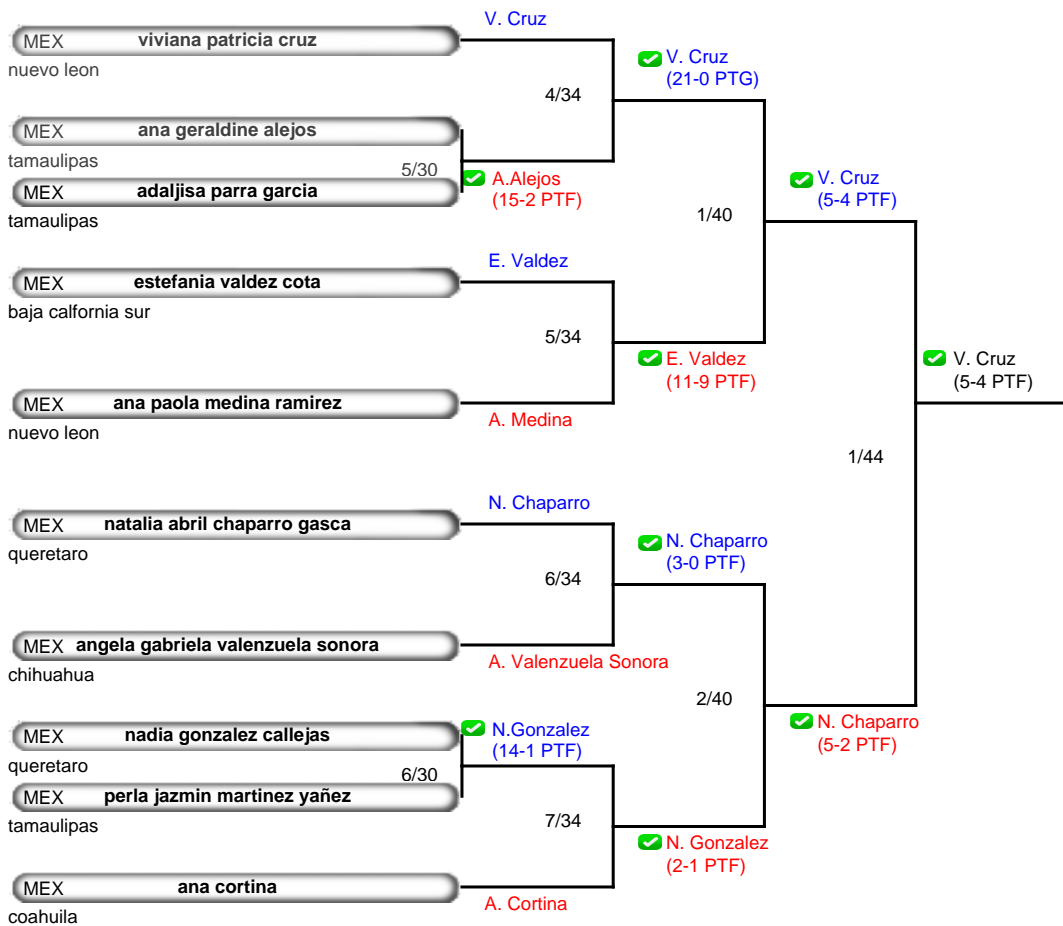 V. Cruz
MEX viviana patricia cruz
nuevo leon
V. Cruz
(21-0 PTG)
4/34
MEX ana geraldine alejos
tamaulipas
5/30
A.Alejos
(15-2 PTF)
MEX adaljisa parra garcia
tamaulipas
V. Cruz
(5-4 PTF)
1/40
E. Valdez
MEX estefania valdez cota
baja calfornia sur
5/34
E. Valdez
(11-9 PTF)
V. Cruz
(5-4 PTF)
MEX ana paola medina ramirez
nuevo leon
A. Medina
1/44
N. Chaparro
MEX natalia abril chaparro gasca
queretaro
N. Chaparro
(3-0 PTF)
6/34
MEX angela gabriela valenzuela sonora
chihuahua
A. Valenzuela Sonora
2/40
N. Chaparro
(5-2 PTF)
MEX nadia gonzalez callejas
queretaro
N.Gonzalez
(14-1 PTF)
6/30
MEX perla jazmin martinez yañez
tamaulipas
7/34
N. Gonzalez
(2-1 PTF)
MEX ana cortina
coahuila
A. Cortina